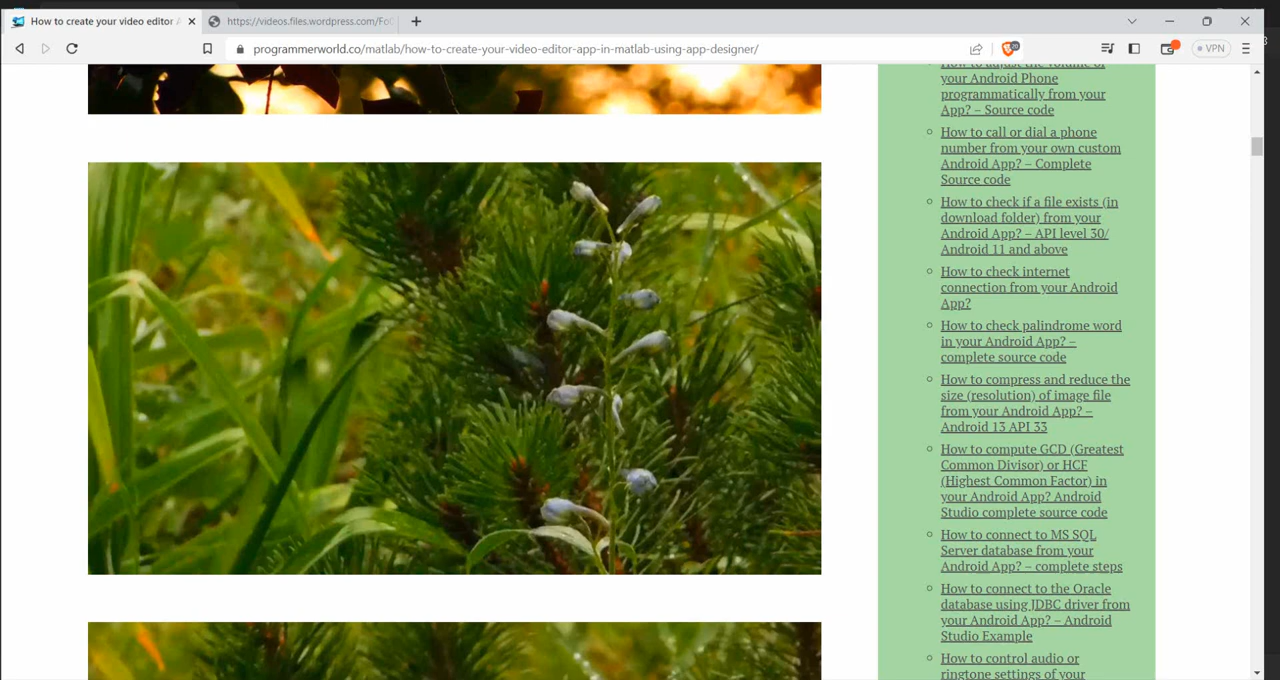 How to create your video editor
https://videos.files.wordpress.com/Fo
programmerworld.co/matlab/how-to-create-your-video-editor-app-in-matlab-using-app-designer/
20
VPN
How to adjust the volume of
your Android Phone
programmatically from your
App? – Source code
How to call or dial a phone
number from your own custom
Android App? – Complete
Source code
How to check if a file exists (in
download folder) from your
Android App? – API level 30/
Android 11 and above
How to check internet
connection from your Android
App?
How to check palindrome word
in your Android App? –
complete source code
How to compress and reduce the
size (resolution) of image file
from your Android App? –
Android 13 API 33
How to compute GCD (Greatest
Common Divisor) or HCF
(Highest Common Factor) in
your Android App? Android
Studio complete source code
How to connect to MS SQL
Server database from your
Android App? – complete steps
How to connect to the Oracle
database using JDBC driver from
your Android App? – Android
Studio Example
How to control audio or
ringtone settings of your